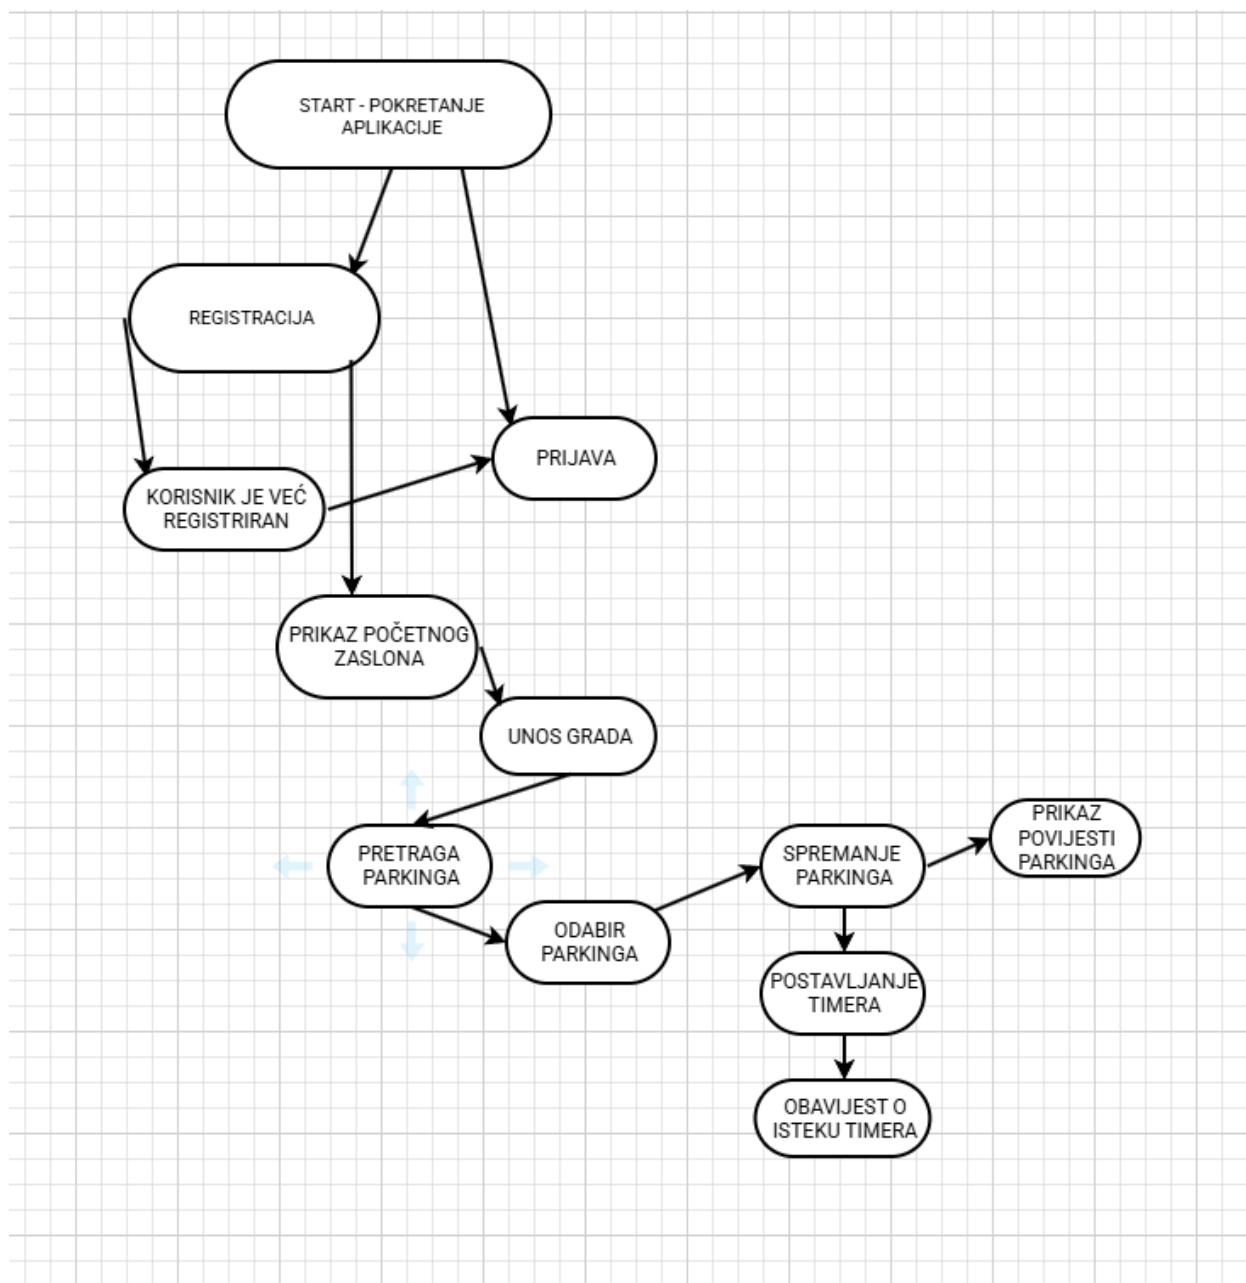 START - POKRETANJE
APLIKACIJE
REGISTRACIJA
PRIJAVA
KORISNIK JE VEĆ
REGISTRIRAN
PRIKAZ POČETNOG
ZASLONA
UNOS GRADA
PRETRAGA
PARKINGA
ODABIR
PARKINGA
SPREMANJE
PARKINGA
PRIKAZ
POVIJESTI
PARKINGA
POSTAVLJANJE
TIMERA
OBAVIJEST O
ISTEKU TIMERA